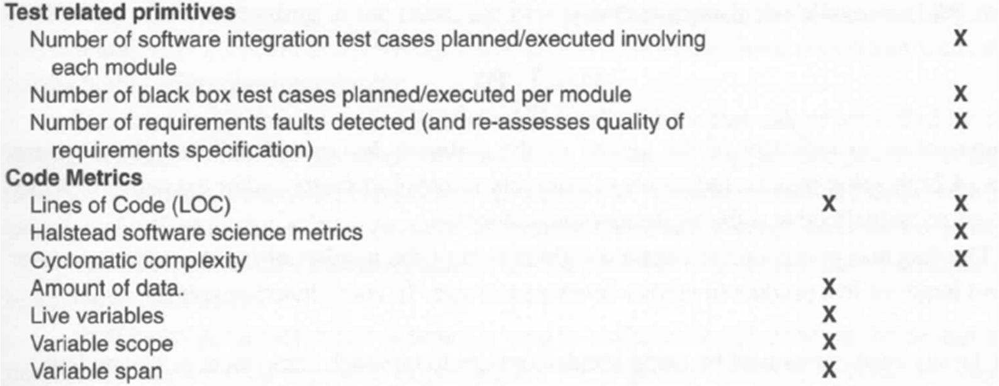 Test related primitives
Number of software integration test cases planned/executed involving X
each module
Number of black box test cases planned/executed per module X
Number of requirements faults detected (and re-assesses quality of X
requirements specification)
Code Metrics
Lines of Code (LOC) X X
Halstead software science metrics X
Cyclomatic complexity X
Amount of data. X
Live variables X
Variable scope X
Variable span X